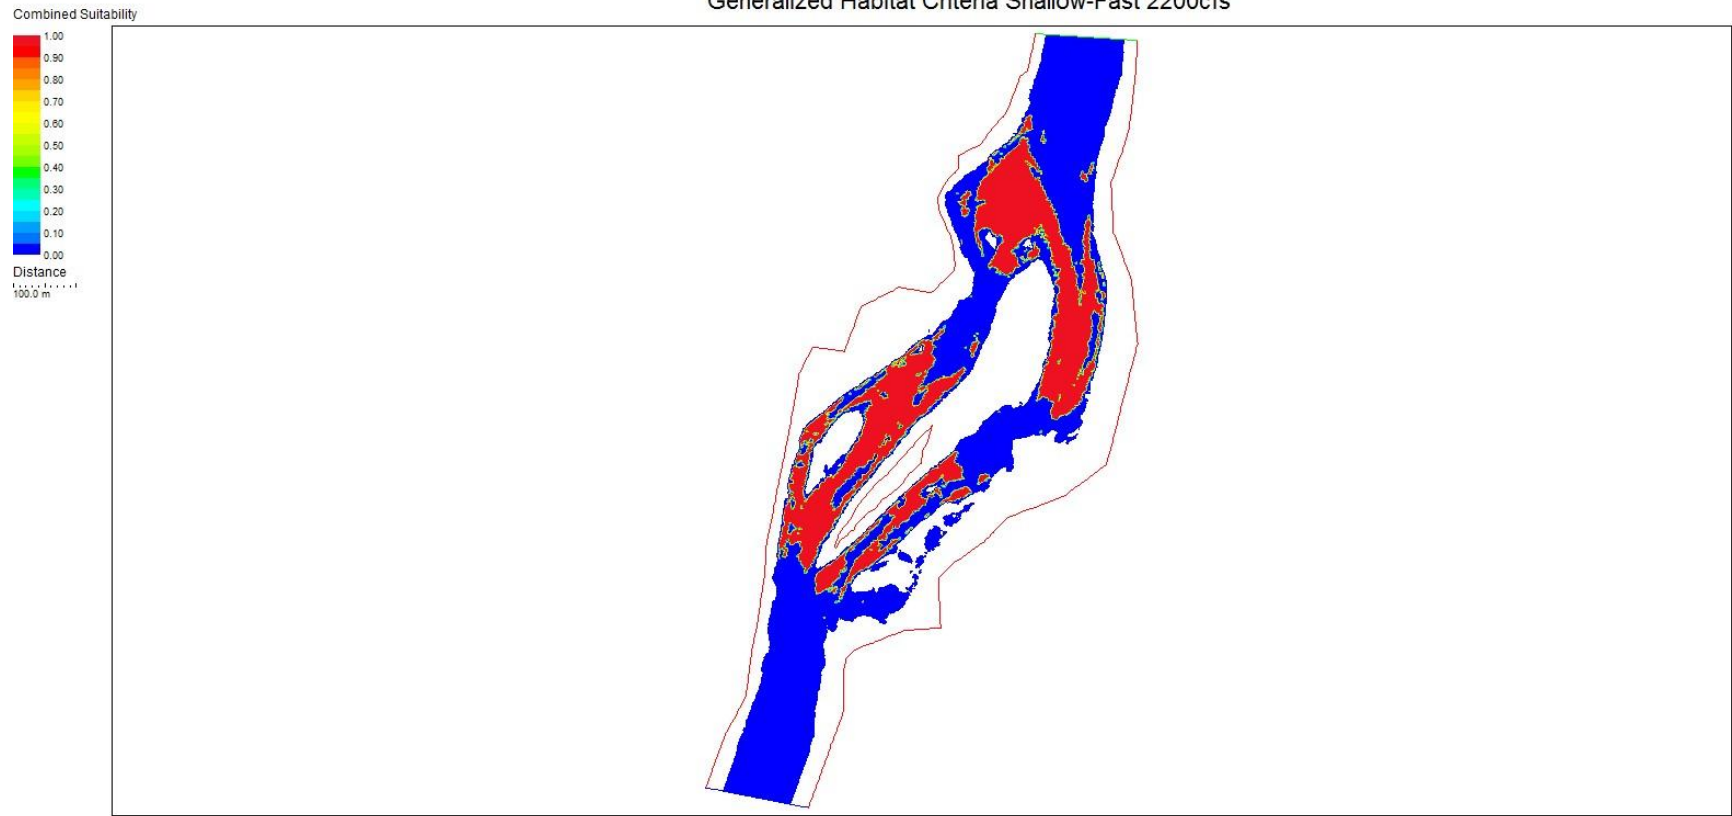 Generalized Habitat Criteria Shallow-Fast 2200cfs
Combined Suitability
1.00
0.90
0.80
0.70
0.60
0.50
0.40
0.30
0.20
0.10
0.00
Distance
100.0 m